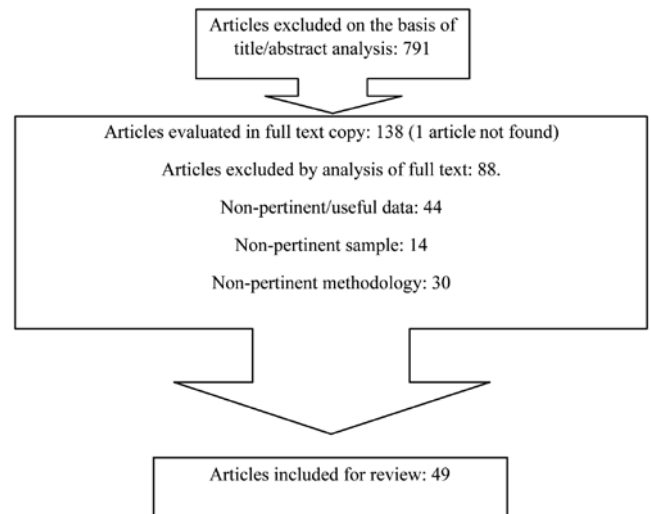 Articles excluded on the basis of
title/abstract analysis: 791
Articles evaluated in full text copy: 138 (1 article not found)
Articles excluded by analysis of full text: 88.
Non-pertinent/useful data: 44
Non-pertinent sample: 14
Non-pertinent methodology: 30
Articles included for review: 49